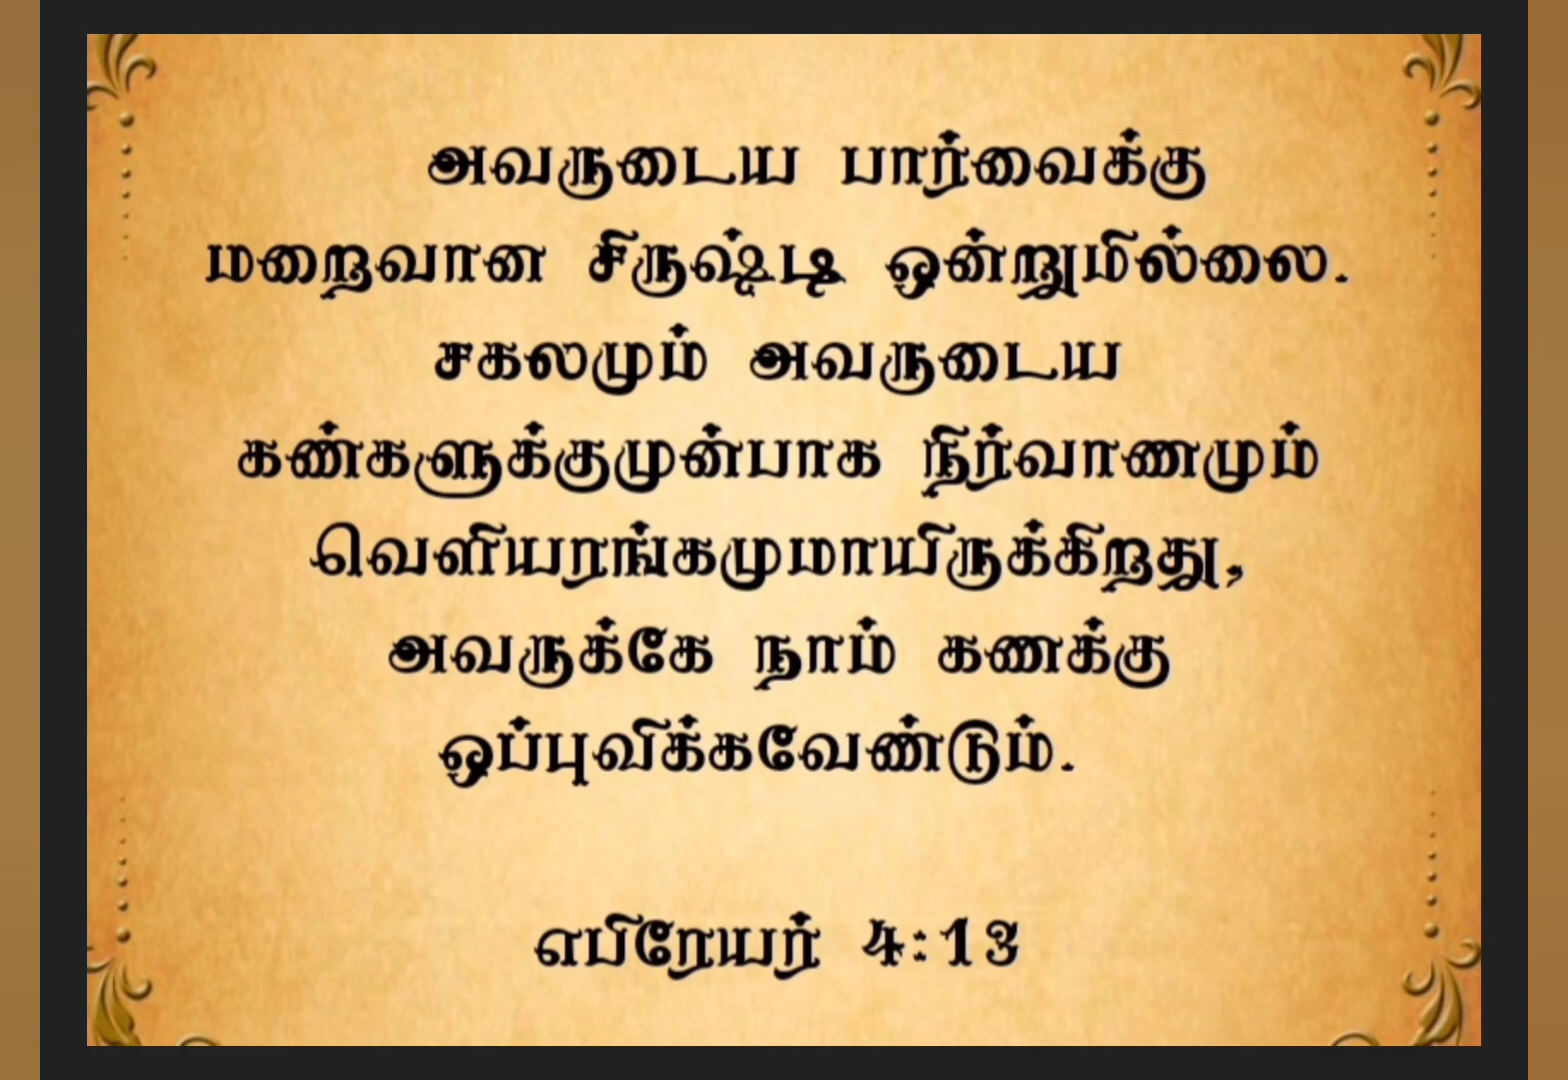 அவருடைய பார்வைக்கு
மறைவான சிருஷ்டி ஒன்றுமில்லை.
சகலமும் அவருடைய
கண்களுக்குமுன்பாக நிர்வாணமும்
வெளியரங்கமுமாயிருக்கிறது,
அவருக்கே நாம் கணக்கு
ஒப்புவிக்கவேண்டும்.
எபிரேயர் 4:13